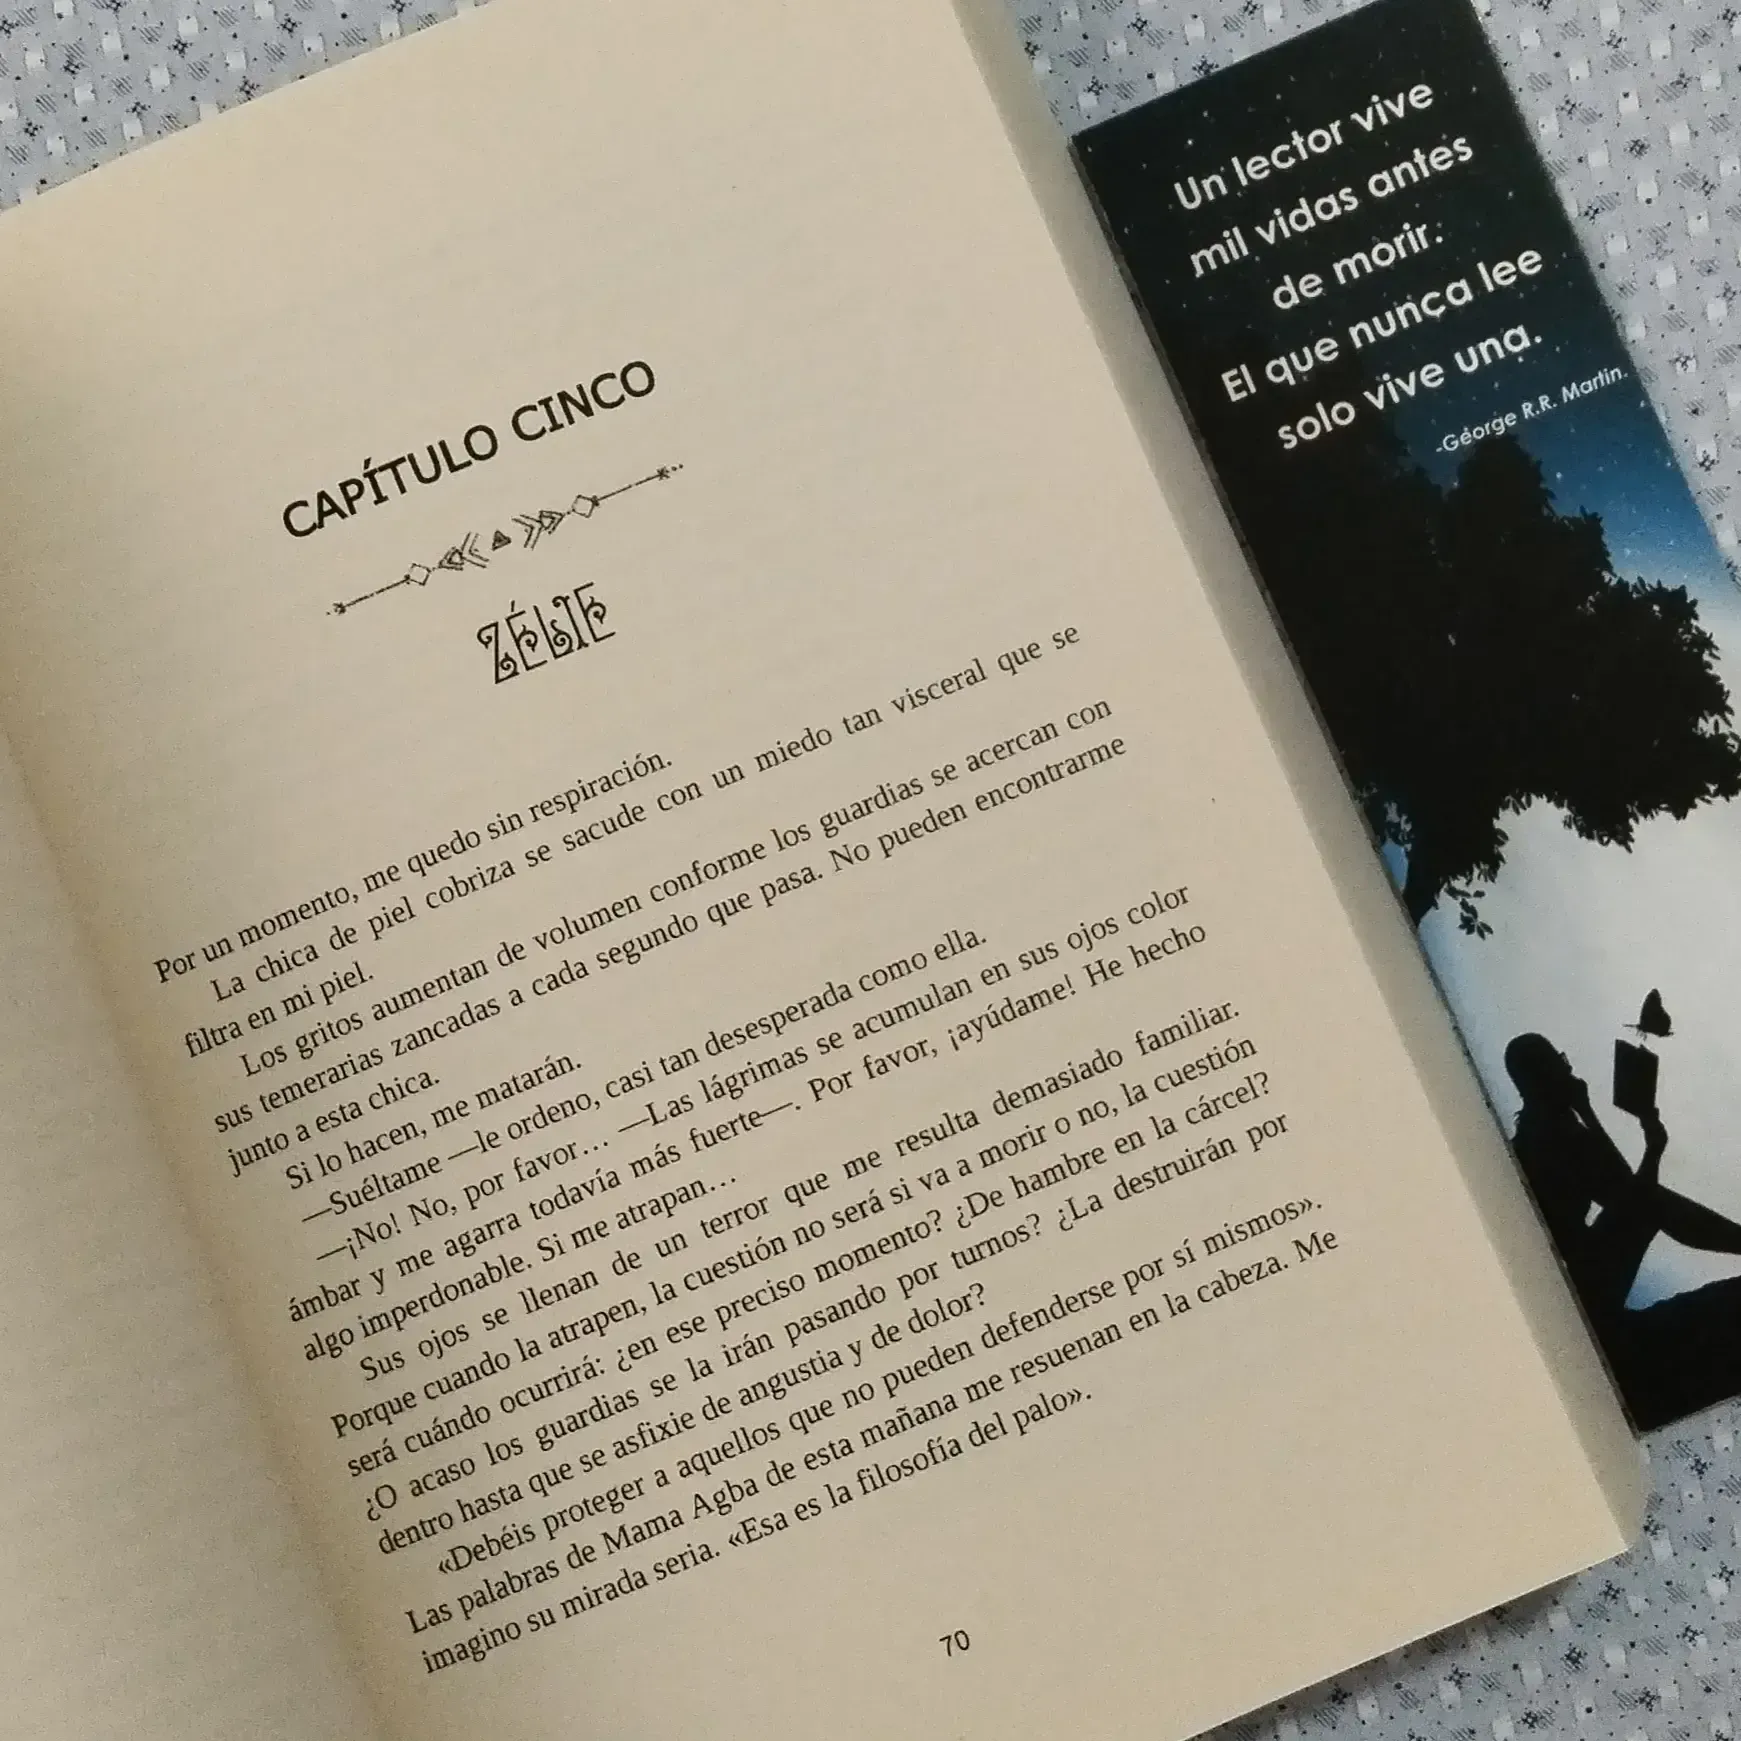 CAPÍTULO CINCO
ZÉLIE
Por un momento, me quedo sin respiración.
La chica de piel cobriza se sacude con un miedo tan visceral que se
filtra en mi piel.
Los gritos aumentan de volumen conforme los guardias se acercan con
sus temerarias zancadas a cada segundo que pasa. No pueden encontrarme
junto a esta chica.
Si lo hacen, me matarán.
—Suéltame —le ordeno, casi tan desesperada como ella.
—¡No! No, por favor… —Las lágrimas se acumulan en sus ojos color
ámbar y me agarra todavía más fuerte—. Por favor, ¡ayúdame! He hecho
algo imperdonable. Si me atrapan…
Sus ojos se llenan de un terror que me resulta demasiado familiar.
Porque cuando la atrapen, la cuestión no será si va a morir o no, la cuestión
será cuándo ocurrirá: ¿en ese preciso momento? ¿De hambre en la cárcel?
¿O acaso los guardias se la irán pasando por turnos? ¿La destruirán por
dentro hasta que se asfixie de angustia y de dolor?
«Debéis proteger a aquellos que no pueden defenderse por sí mismos».
Las palabras de Mama Agba de esta mañana me resuenan en la cabeza. Me
imagino su mirada seria. «Esa es la filosofía del palo».
70
Un lector vive
mil vidas antes
de morir.
El que nunca lee
solo vive una.
-George R.R. Martin.